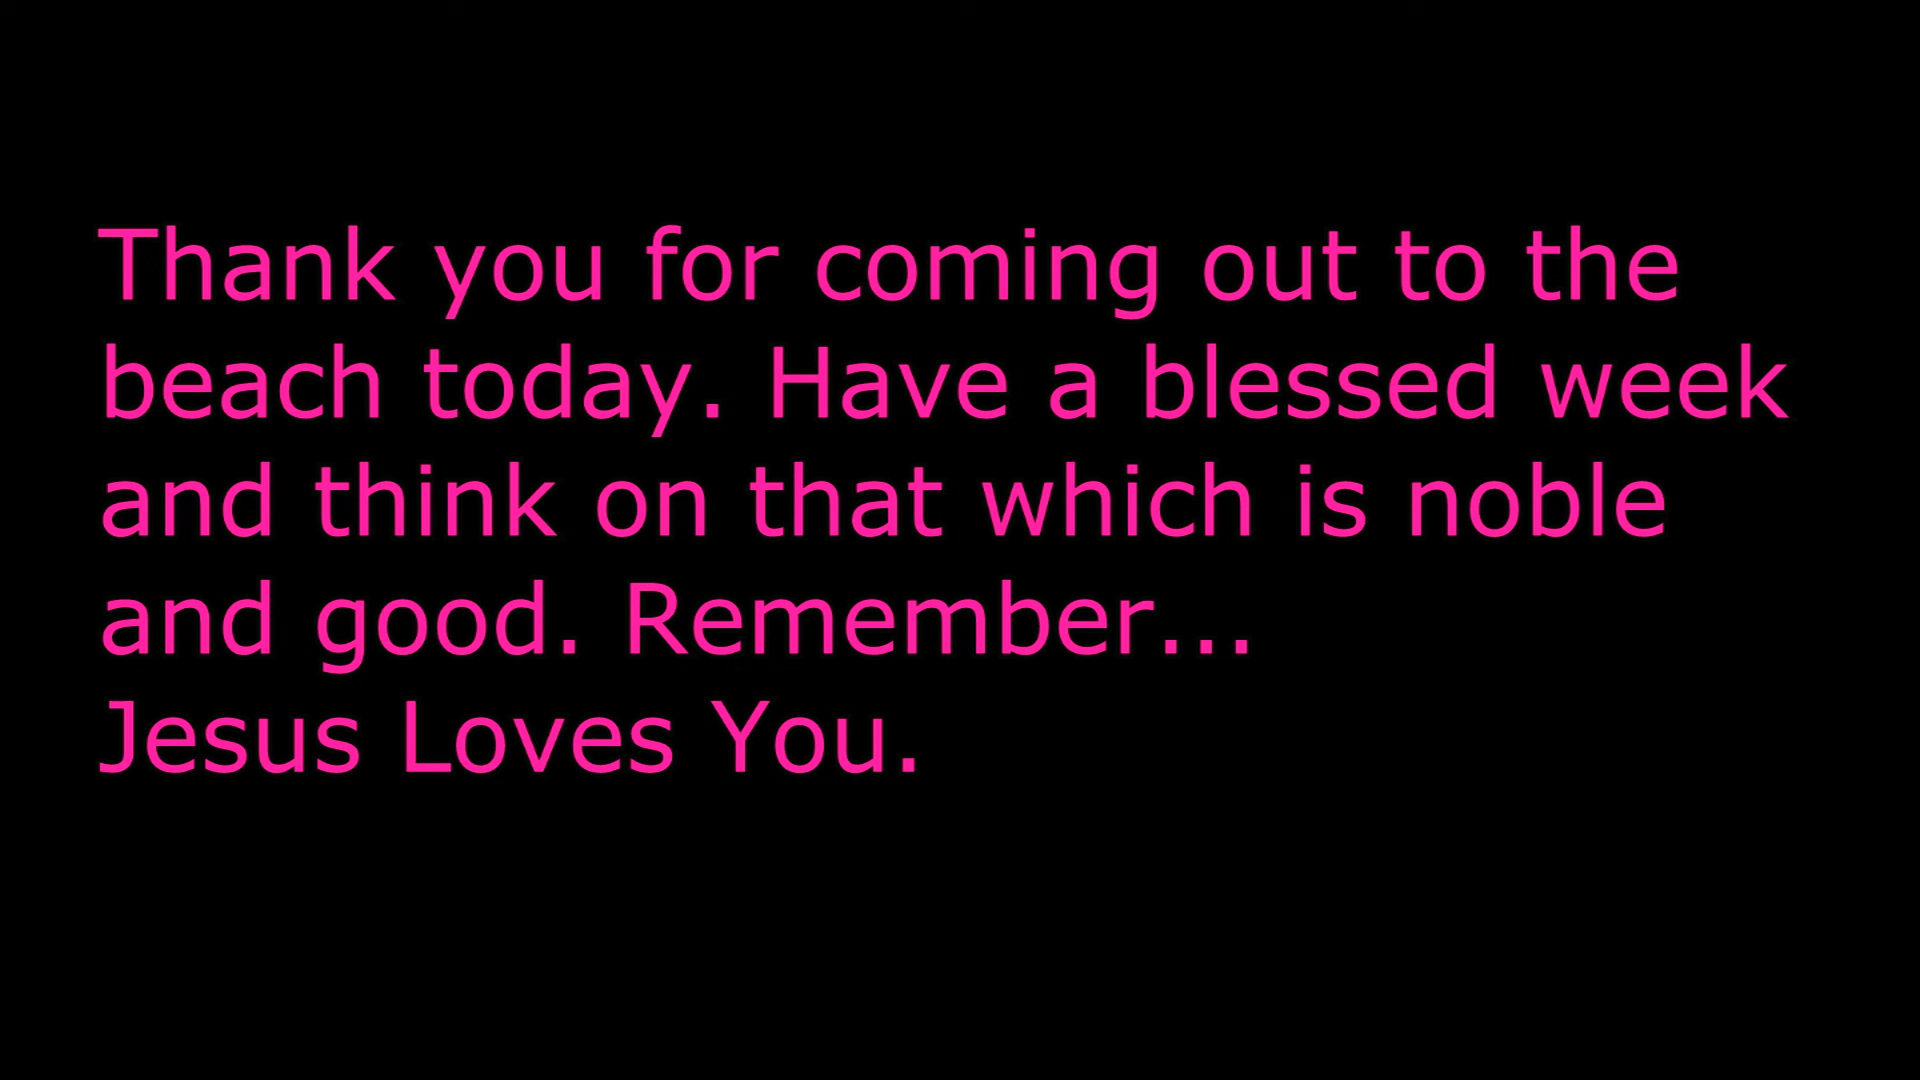 Thank you for coming out to the
beach today. Have a blessed week
and think on that which is noble
and good. Remember...
Jesus Loves You.